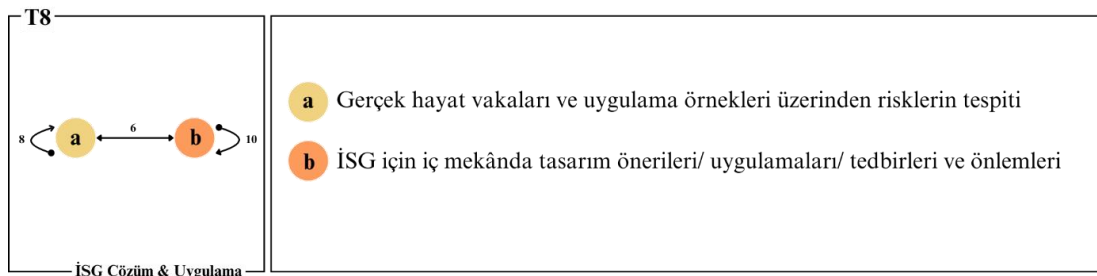 T8
8
a
6
b
10
İSG Çözüm & Uygulama
a Gerçek hayat vakaları ve uygulama örnekleri üzerinden risklerin tespiti
b İSG için iç mekânda tasarım önerileri/ uygulamaları/ tedbirleri ve önlemleri